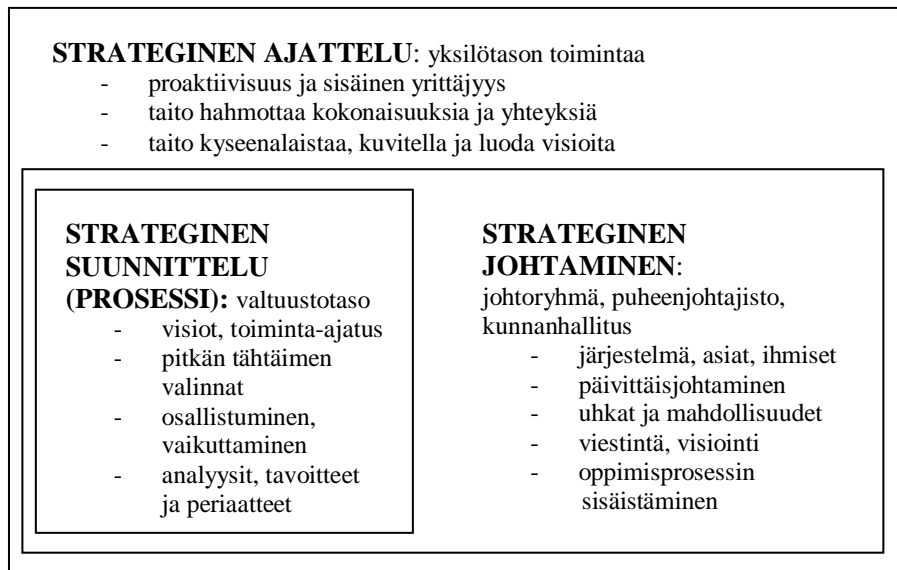 STRATEGINEN AJATTELU: yksilötason toimintaa
- proaktiivisuus ja sisäinen yrittäjyys
- taito hahmottaa kokonaisuuksia ja yhteyksiä
- taito kyseenalaistaa, kuvitella ja luoda visioita
STRATEGINEN
SUUNNITTELU
(PROSESSI): valtuustotaso
- visiot, toiminta-ajatus
- pitkän tähtäimen
valinnat
- osallistuminen,
vaikuttaminen
- analyysit, tavoitteet
ja periaatteet
STRATEGINEN
JOHTAMINEN:
johtoryhmä, puheenjohtajisto,
kunnanhallitus
- järjestelmä, asiat, ihmiset
- päivittäisjohtaminen
- uhkat ja mahdollisuudet
- viestintä, visiointi
- oppimisprosessin
sisäistäminen